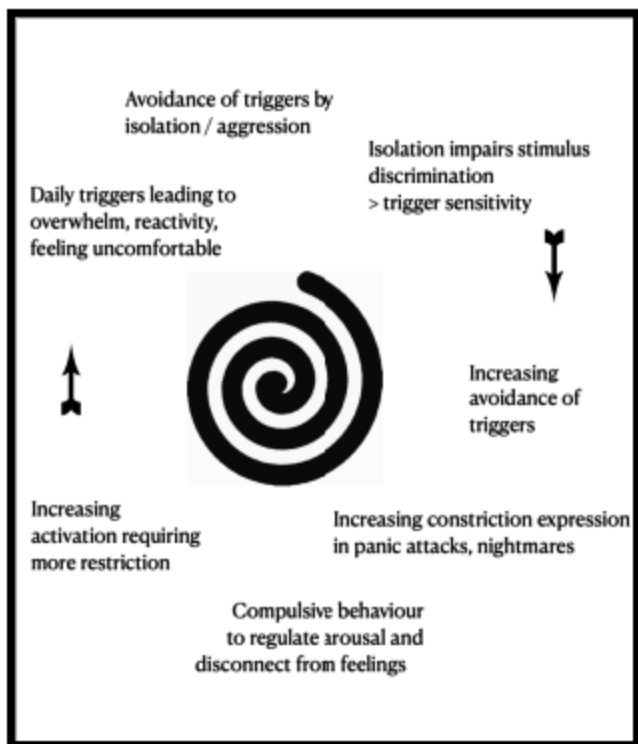 Avoidance of triggers by
isolation / aggression
Isolation impairs stimulus
discrimination
> trigger sensitivity
Increasing
avoidance of
triggers
Increasing constriction expression
in panic attacks, nightmares
Compulsive behaviour
to regulate arousal and
disconnect from feelings
Increasing
activation requiring
more restriction
Daily triggers leading to
overwhelm, reactivity,
feeling uncomfortable